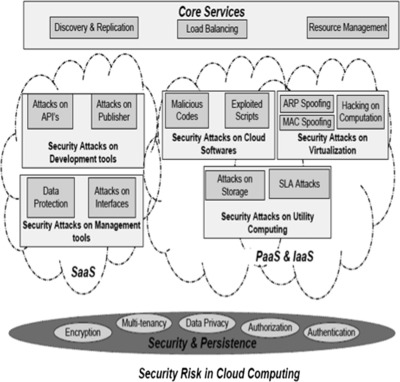 Core Services
Discovery & Replication
Load Balancing
Resource Management
Attacks on
API's
Attacks on
Publisher
Security Attacks on
Development tools
Data
Protection
Attacks on
Interfaces
Security Attacks on Management
tools
SaaS
Malicious
Codes
Exploited
Scripts
Security Attacks on Cloud
Softwares
ARP Spoofing
MAC Spoofing
Hacking on
Computation
Security Attacks on
Virtualization
Attacks on
Storage
SLA Attacks
Security Attacks on Utility
Computing
PaaS & IaaS
Encryption
Multi-tenancy
Data Privacy
Authorization
Authentication
Security & Persistence
Security Risk in Cloud Computing